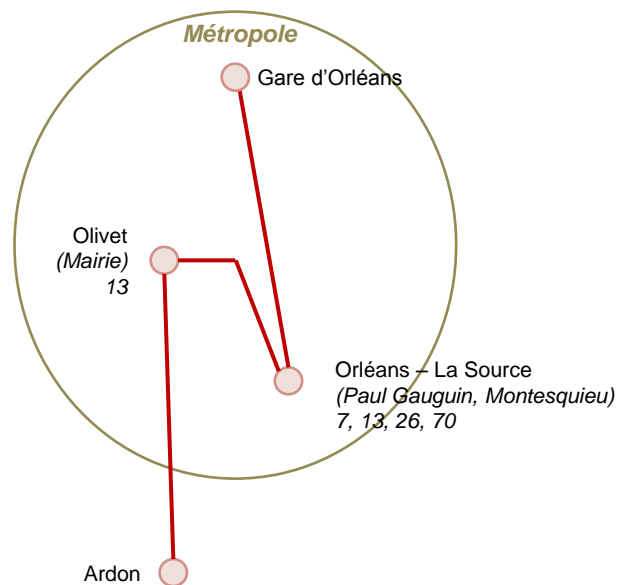 Métropole
Gare d’Orléans
Olivet
(Mairie)
13
Orléans – La Source
(Paul Gauguin, Montesquieu)
7, 13, 26, 70
Ardon